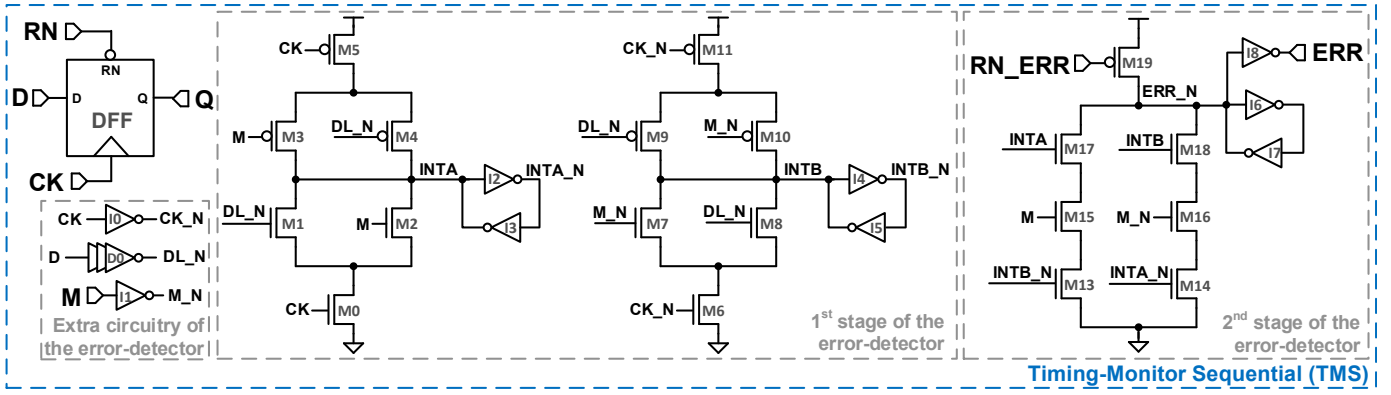 RN
RN
D
D
Q
Q
DFF
CK
CK
I0
CK_N
D
D0
DL_N
M
I1
M_N
Extra circuitry of
the error-detector
CK
M5
M
M3
DL_N
M4
INTA
I2
INTA_N
I3
DL_N
M1
M
M2
CK
M0
CK_N
M11
DL_N
M9
M_N
M10
INTB
I4
INTB_N
I5
M_N
M7
DL_N
M8
CK_N
M6
1st stage of the
error-detector
RN_ERR
M19
I8
ERR
ERR_N
I6
I7
INTA
M17
INTB
M18
M
M15
M_N
M16
INTB_N
M13
INTA_N
M14
2nd stage of the
error-detector
Timing-Monitor Sequential (TMS)